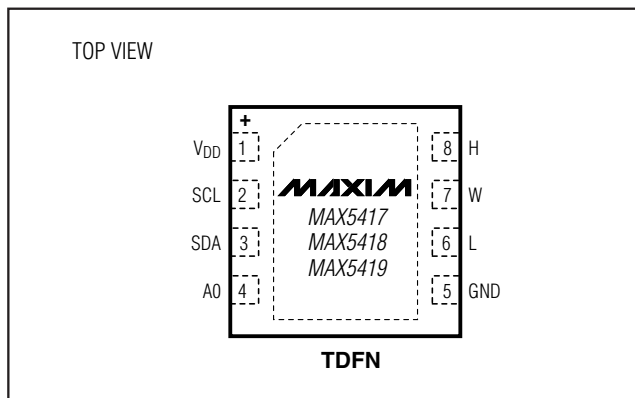 TOP VIEW
+
VDD 1
8 H
SCL 2
MAXIM
7 W
MAX5417
SDA 3
MAX5418
6 L
MAX5419
A0 4
5 GND
TDFN